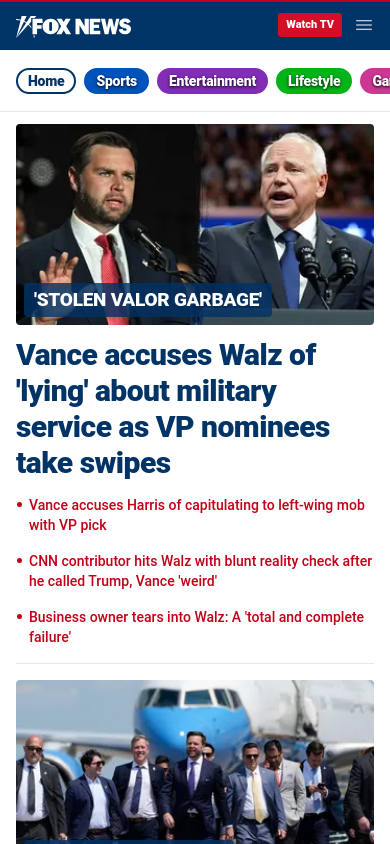 FOX NEWS
Watch TV
Home
Sports
Entertainment
Lifestyle
Ga
'STOLEN VALOR GARBAGE'
Vance accuses Walz of
'lying' about military
service as VP nominees
take swipes
• Vance accuses Harris of capitulating to left-wing mob
with VP pick
• CNN contributor hits Walz with blunt reality check after
he called Trump, Vance 'weird'
• Business owner tears into Walz: A 'total and complete
failure'